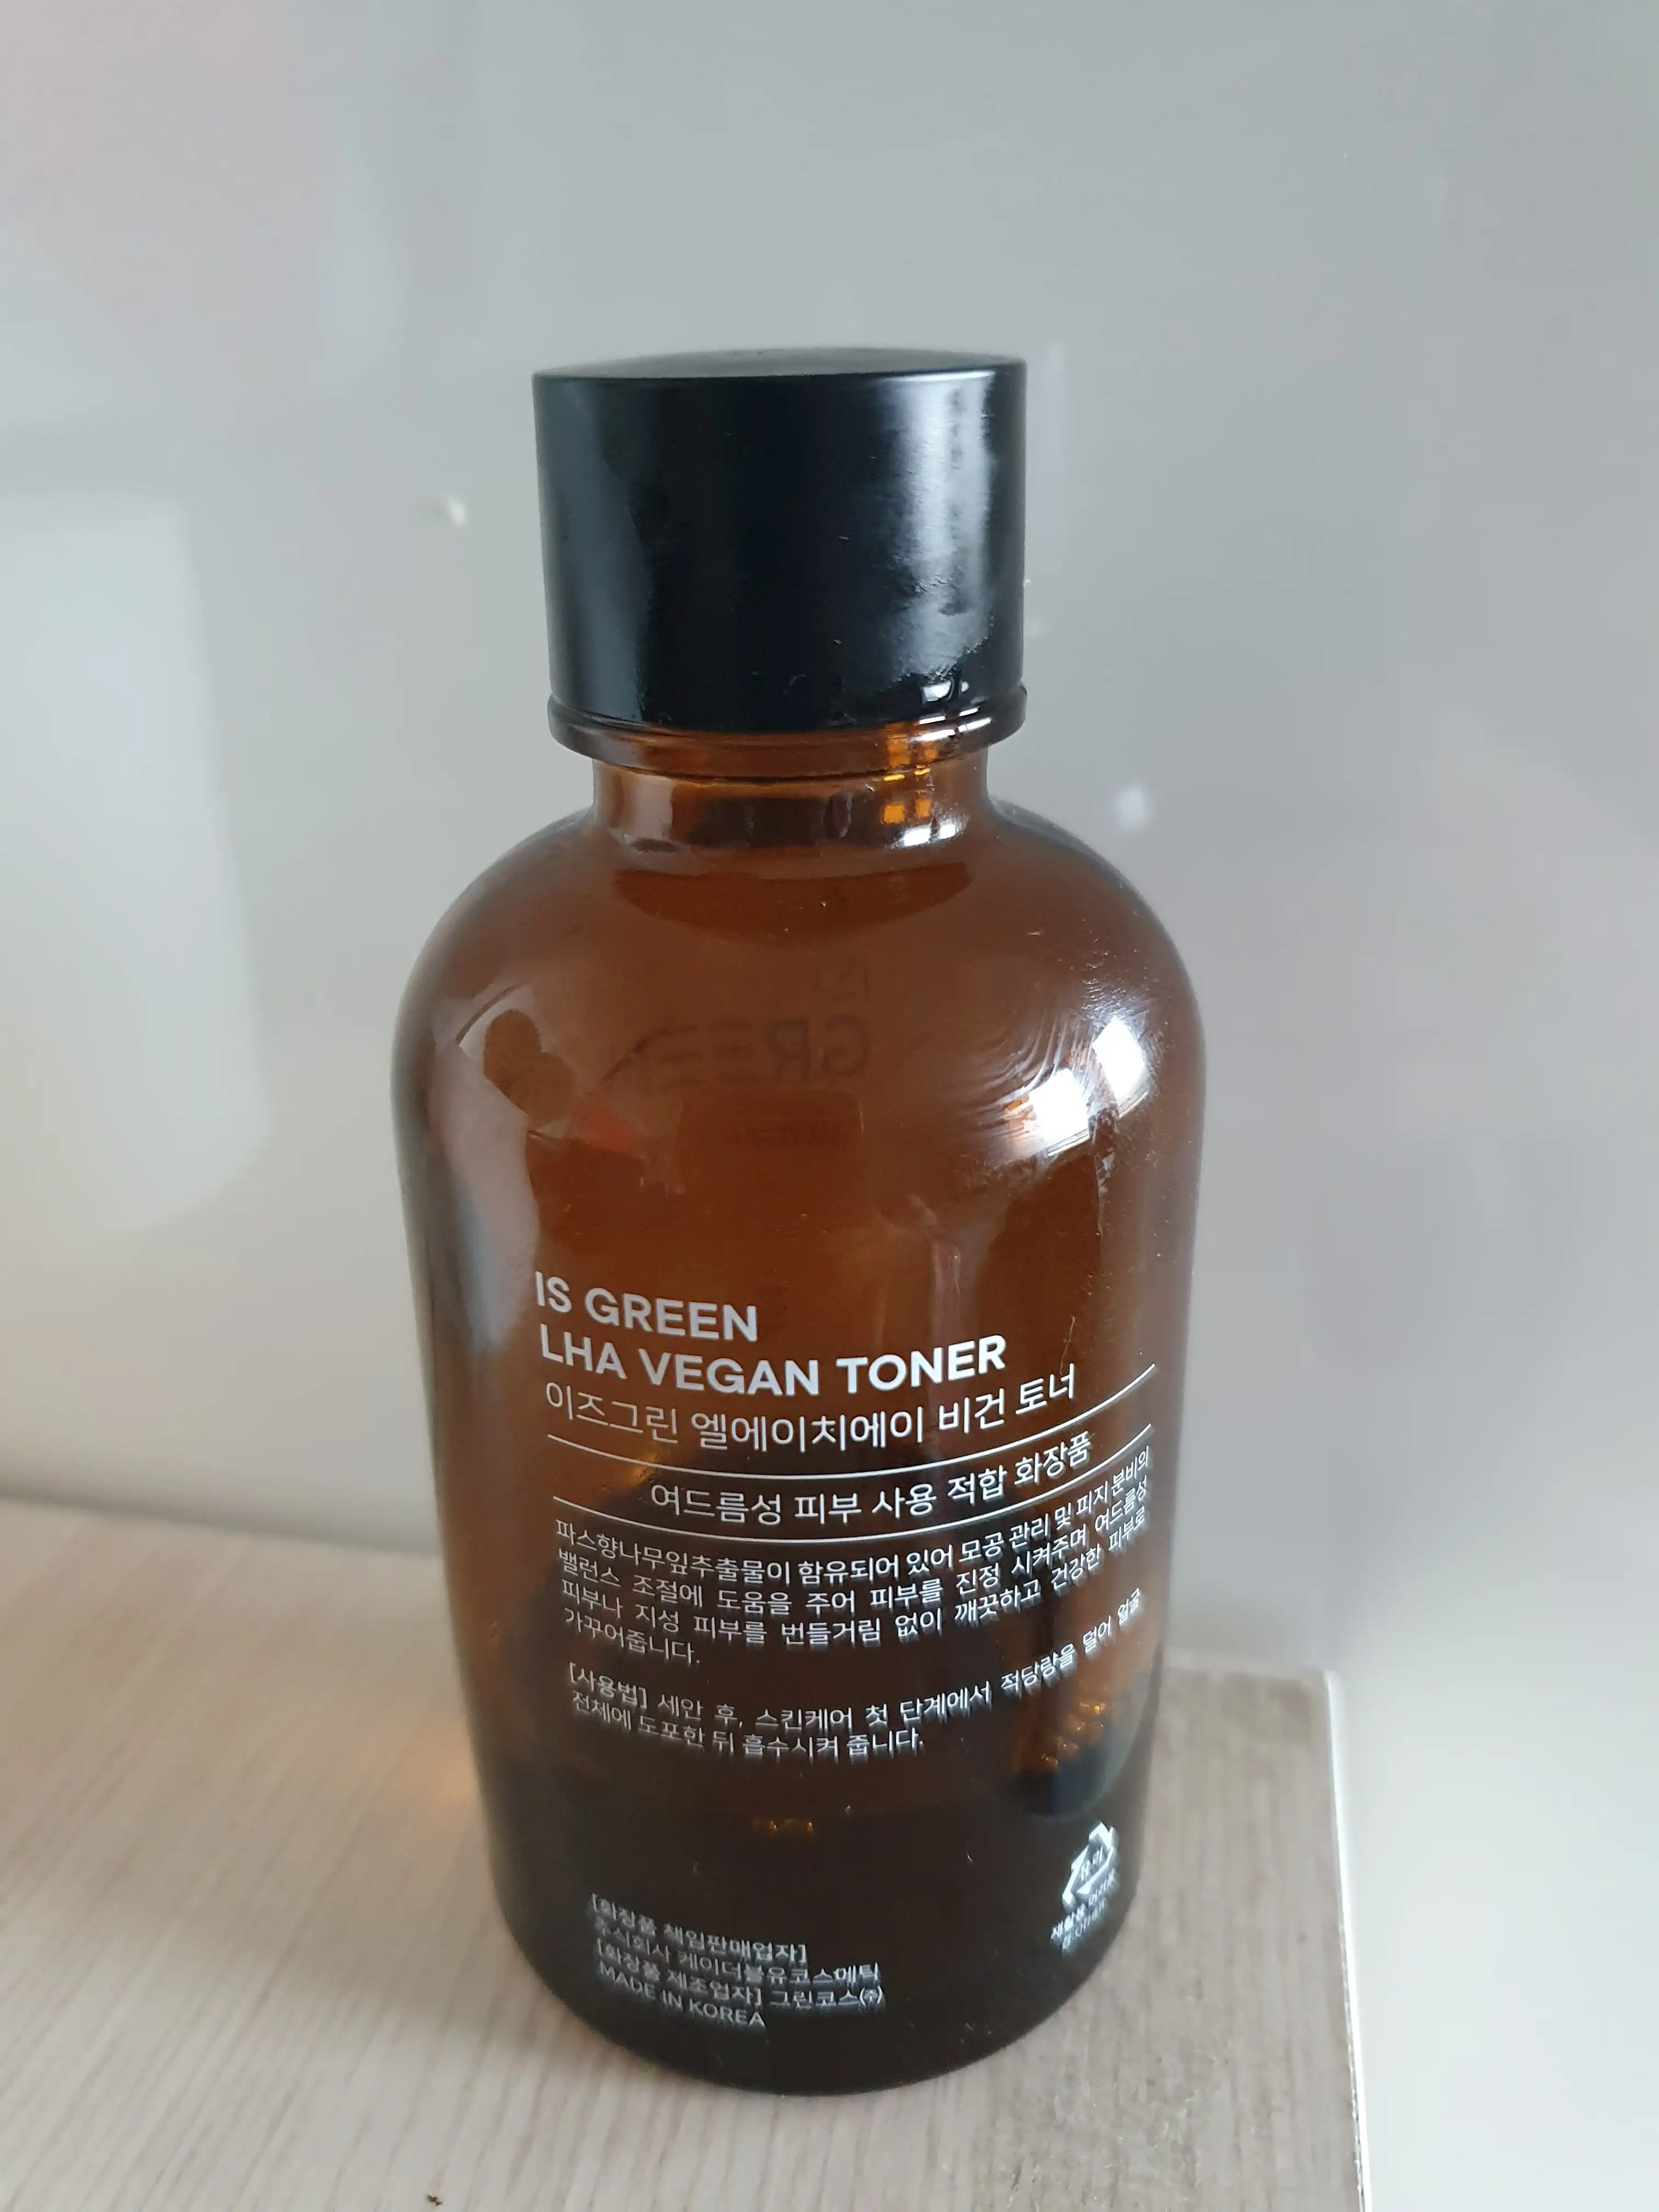 IS GREEN
LHA VEGAN TONER
이즈그린 엘에이치에이 비건 토너
여드름성 피부 사용 적합 화장품
파스향나무잎추출물이 함유되어 있어 모공 관리 및 피지 분비의
밸런스 조절에 도움을 주어 피부를 진정 시켜주며 여드름성
피부나 지성 피부를 번들거림 없이 깨끗하고 건강한 피부로
가꾸어줍니다.
[사용법] 세안 후, 스킨케어 첫 단계에서 적당량을 덜어 얼굴
전체에 도포한 뒤 흡수시켜 줍니다.
유리
재활용 어려움
[화장품 책임판매업자]
주식회사 케이더블유코스메틱
[화장품 제조업자] 그린코스㈜
MADE IN KOREA
GREEN